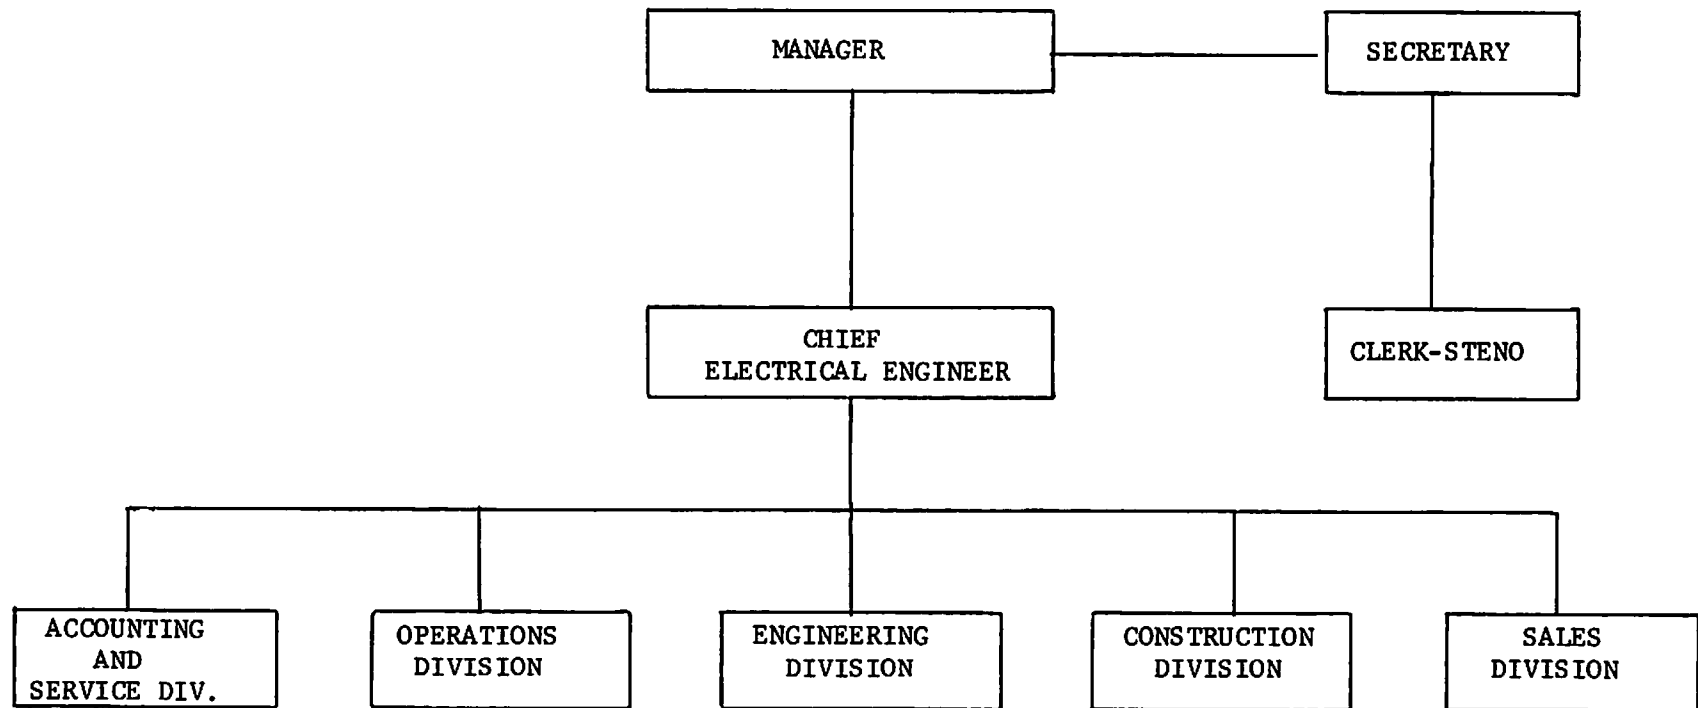 MANAGER
SECRETARY
CHIEF
ELECTRICAL ENGINEER
CLERK-STENO
ACCOUNTING
AND
SERVICE DIV.
OPERATIONS
DIVISION
ENGINEERING
DIVISION
CONSTRUCTION
DIVISION
SALES
DIVISION